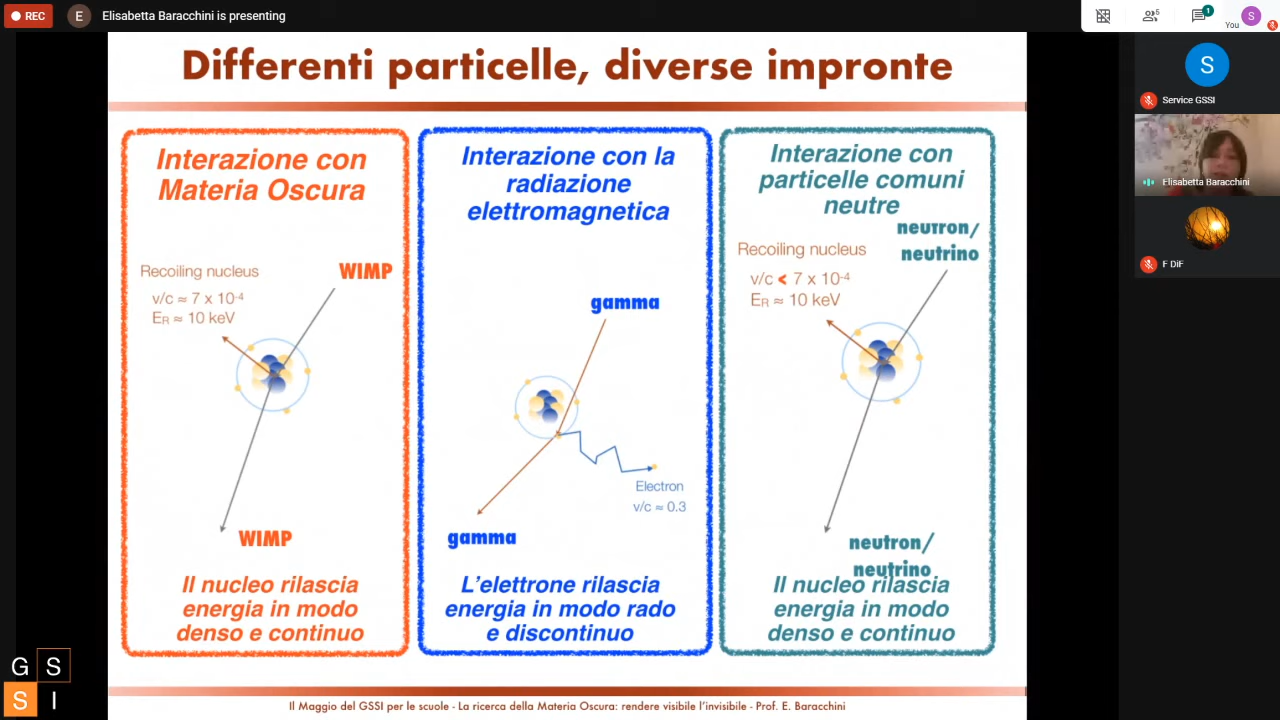 REC
E
Elisabetta Baracchini is presenting
5
1
You
S
Differenti particelle, diverse impronte
Interazione con
Materia Oscura
Recoiling nucleus
v/c ≈ 7 x 10⁻⁴
ER ≈ 10 keV
WIMP
WIMP
Il nucleo rilascia
energia in modo
denso e continuo
Interazione con la
radiazione
elettromagnetica
gamma
Electron
v/c ≈ 0.3
gamma
L'elettrone rilascia
energia in modo rado
e discontinuo
Interazione con
particelle comuni
neutre
neutron/
neutrino
Recoiling nucleus
v/c < 7 x 10⁻⁴
ER ≈ 10 keV
neutron/
neutrino
Il nucleo rilascia
energia in modo
denso e continuo
S
Service GSSI
Elisabetta Baracchini
F DiF
G S
S I
Il Maggio del GSSI per le scuole - La ricerca della Materia Oscura: rendere visibile l'invisibile - Prof. E. Baracchini